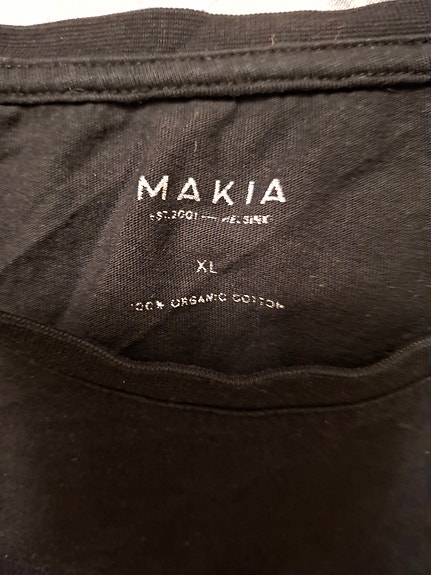 MAKIA
EST.2001 — HELSINKI
XL
100% ORGANIC COTTON